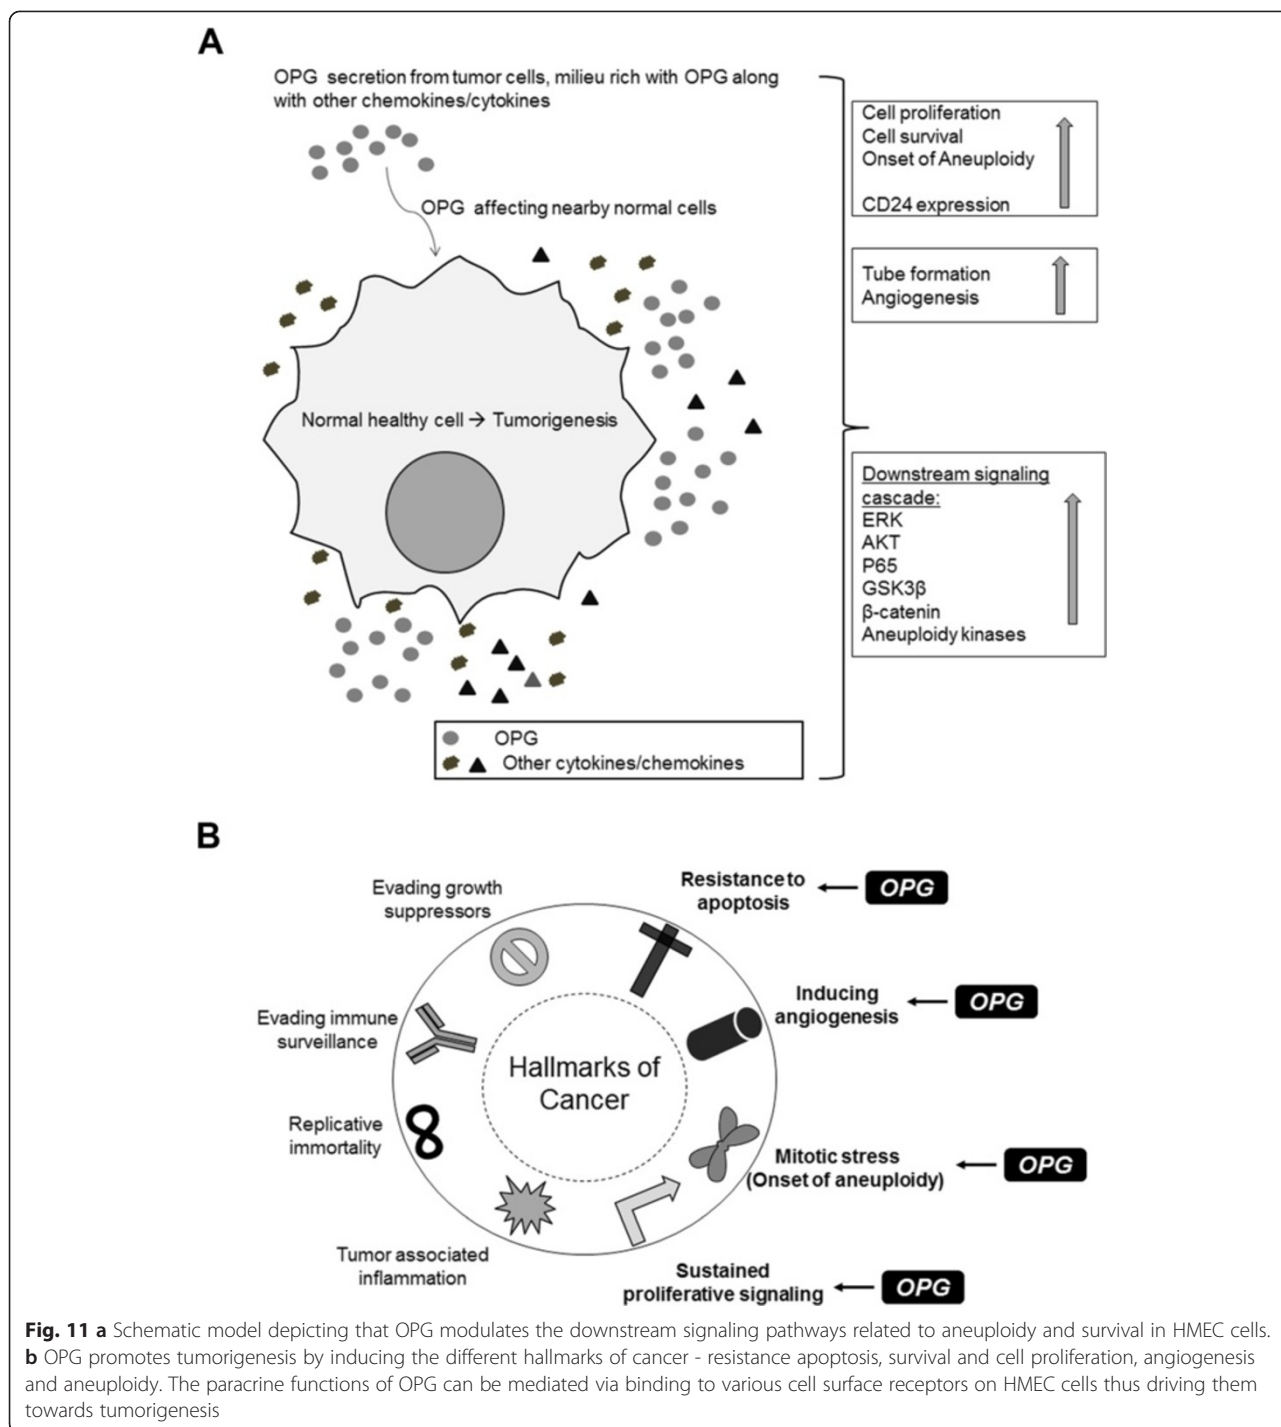 A
OPG secretion from tumor cells, milieu rich with OPG along
with other chemokines/cytokines
OPG affecting nearby normal cells
Normal healthy cell → Tumorigenesis
OPG
Other cytokines/chemokines
Cell proliferation
Cell survival
Onset of Aneuploidy
CD24 expression
Tube formation
Angiogenesis
Downstream signaling
cascade:
ERK
AKT
P65
GSK3β
β-catenin
Aneuploidy kinases
B
Hallmarks of
Cancer
Evading growth
suppressors
Resistance to
apoptosis
OPG
Inducing
angiogenesis
OPG
Mitotic stress
(Onset of aneuploidy)
OPG
Sustained
proliferative signaling
OPG
Tumor associated
inflammation
Replicative
immortality
Evading immune
surveillance
Fig. 11 a Schematic model depicting that OPG modulates the downstream signaling pathways related to aneuploidy and survival in HMEC cells.
b OPG promotes tumorigenesis by inducing the different hallmarks of cancer - resistance apoptosis, survival and cell proliferation, angiogenesis
and aneuploidy. The paracrine functions of OPG can be mediated via binding to various cell surface receptors on HMEC cells thus driving them
towards tumorigenesis